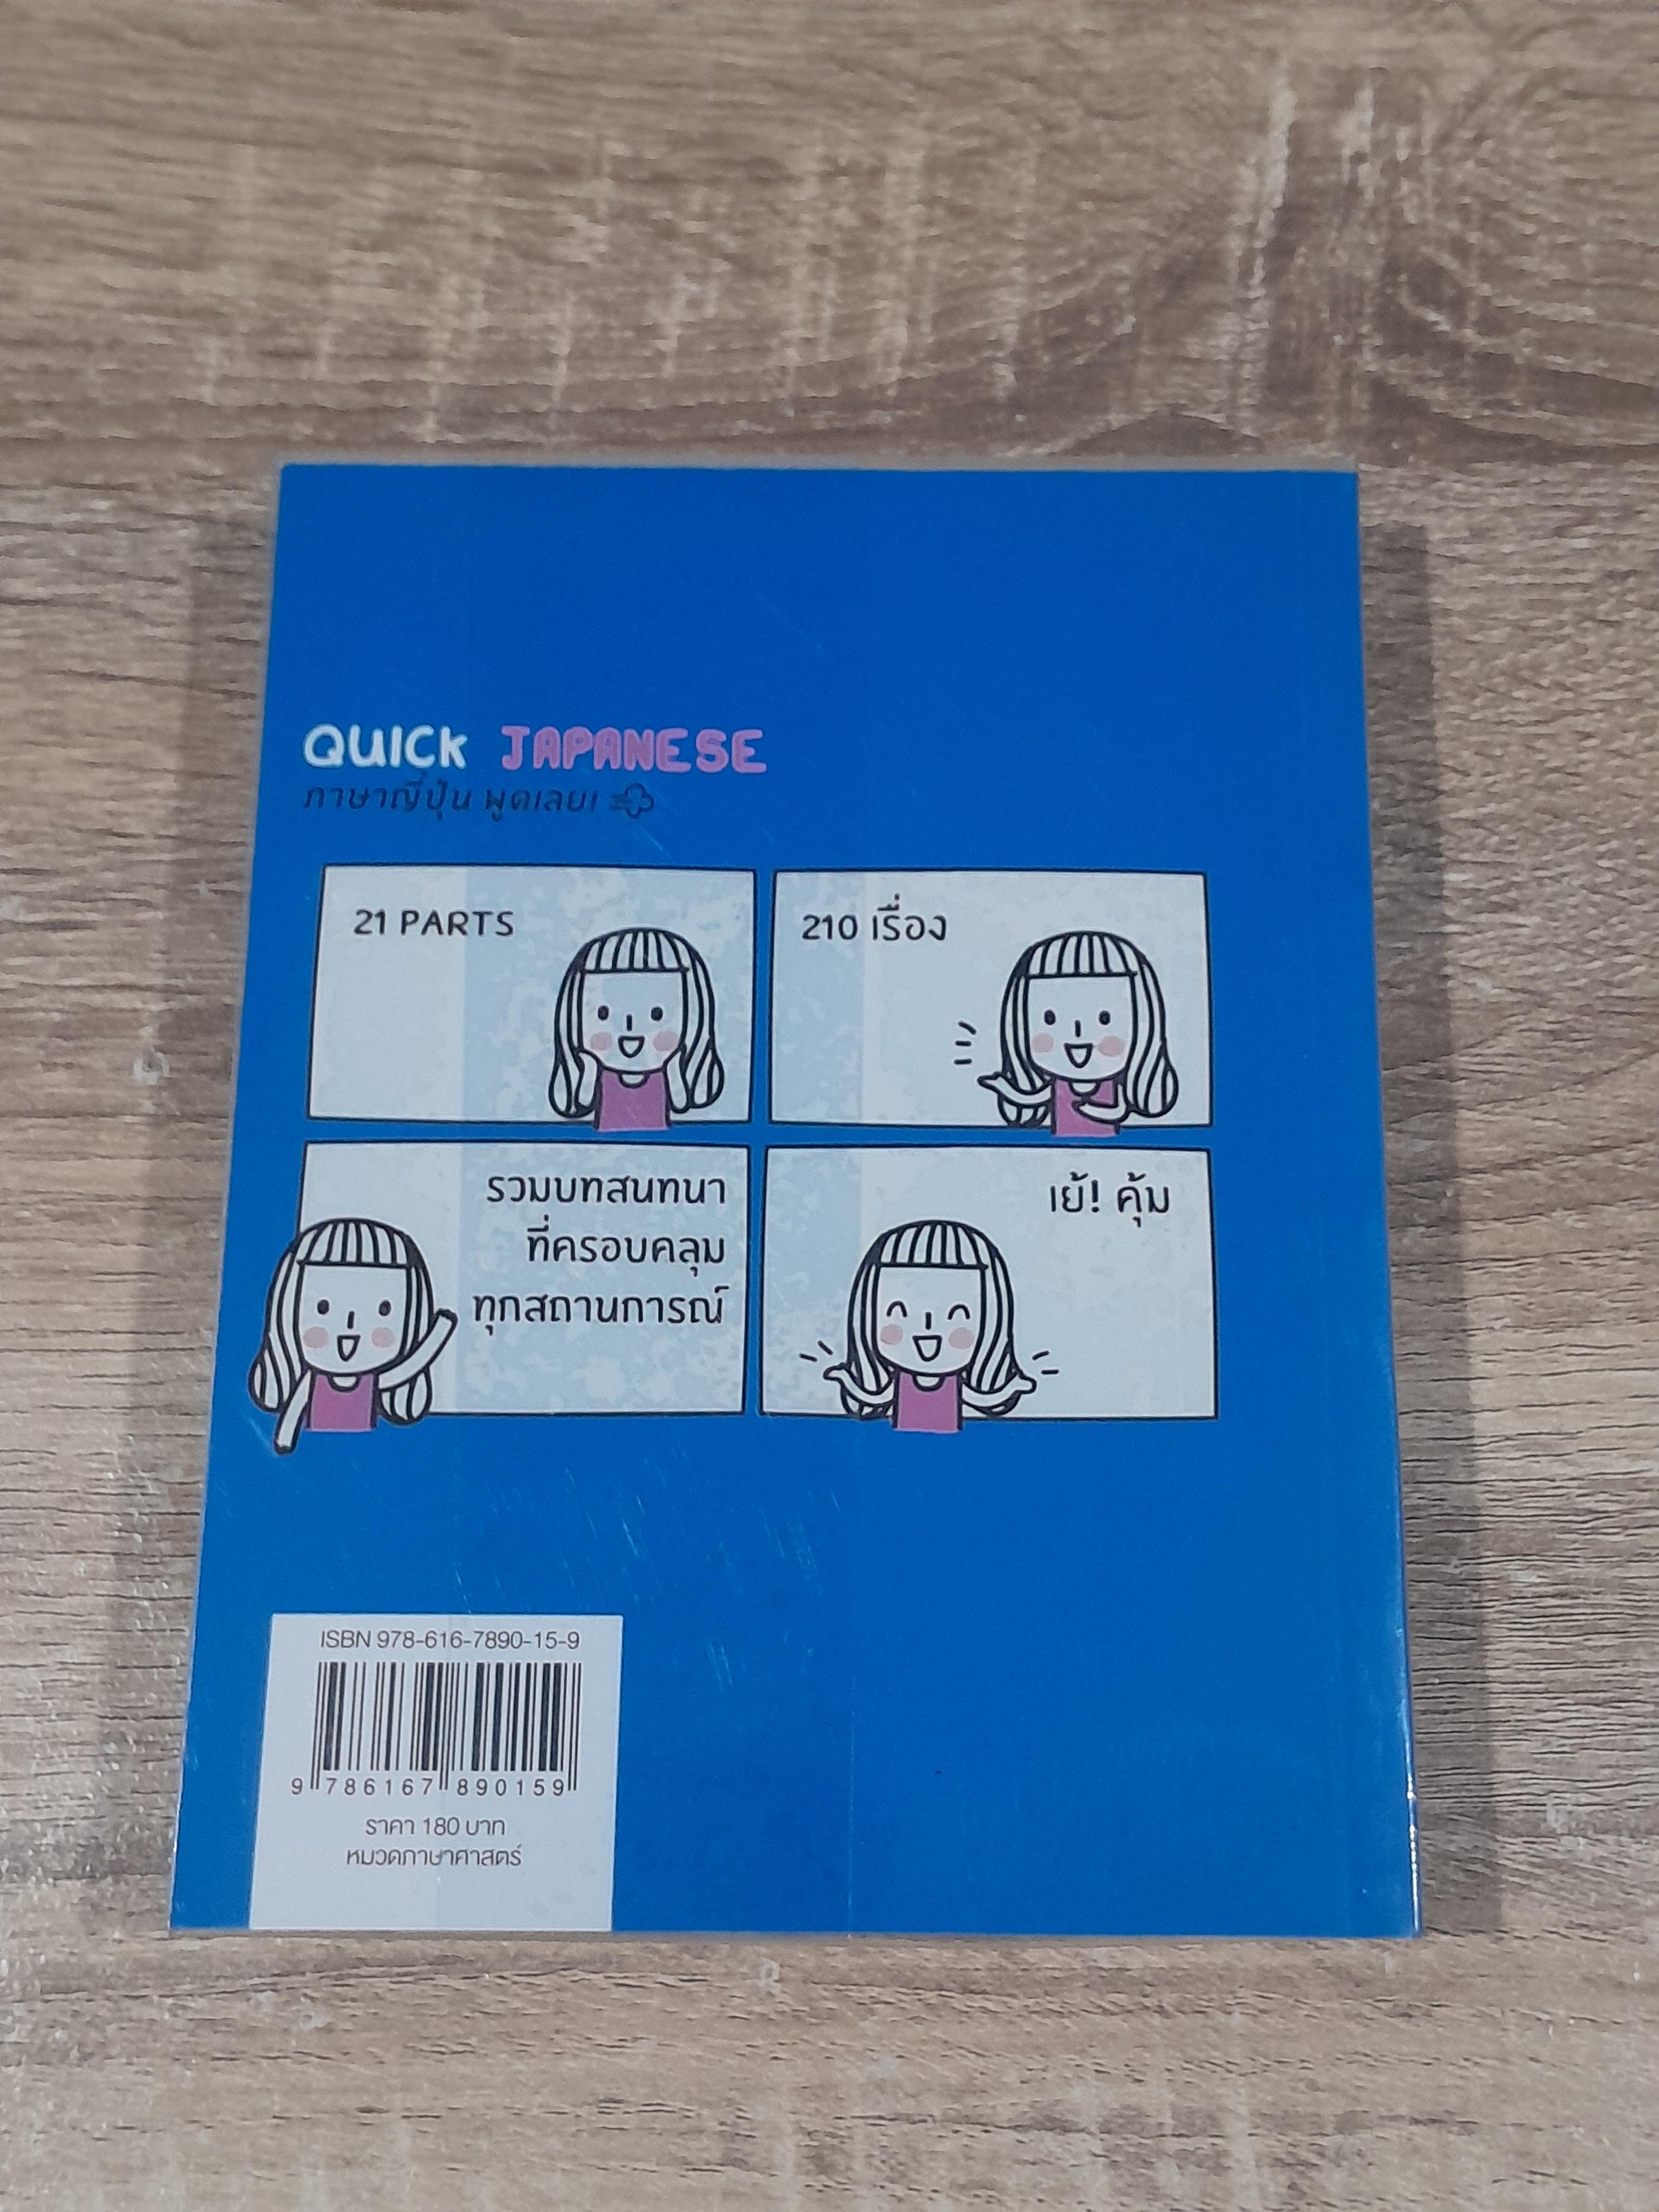 QUICK JAPANESE
ภาษาญี่ปุ่น พูดเลย!
21 PARTS
210 เรื่อง
รวมบทสนทนา
ที่ครอบคลุม
ทุกสถานการณ์
เย้! คุ้ม
ISBN 978-616-7890-15-9
9 786167 890159
ราคา 180 บาท
หมวดภาษาศาสตร์